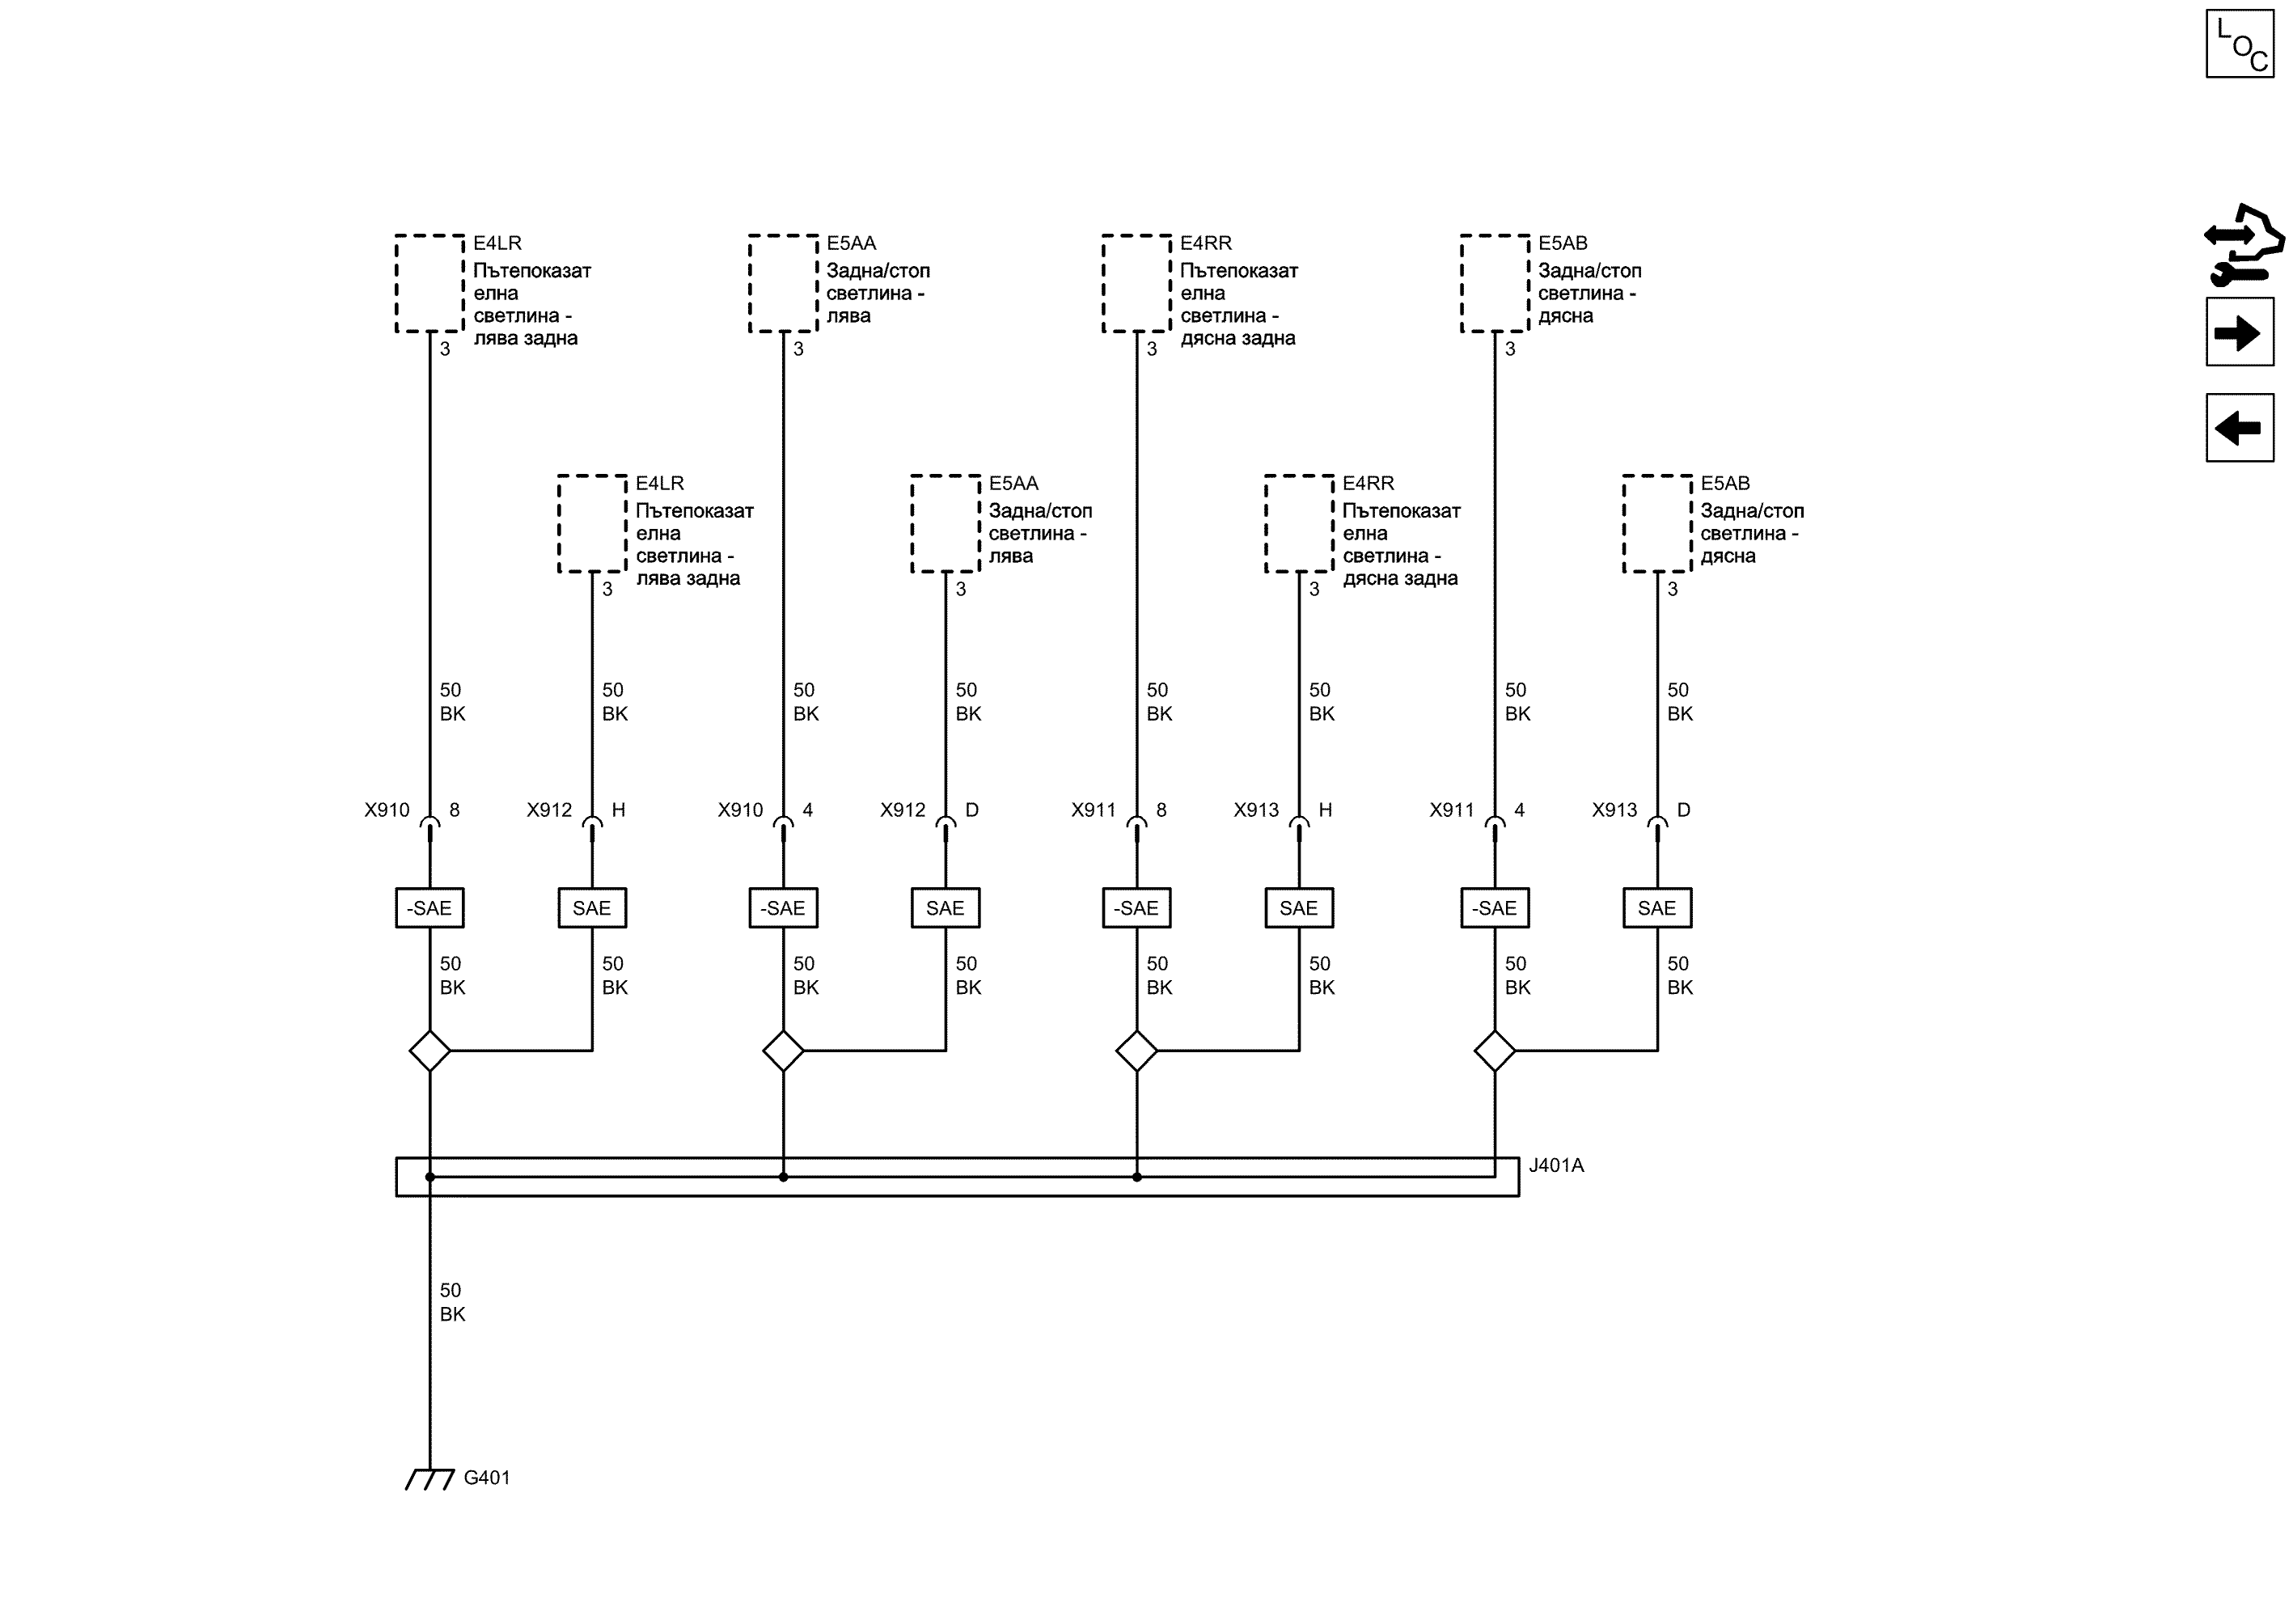 LOC
E4LR
Пътепоказат
елна
светлина -
лява задна
3
E5AA
Задна/стоп
светлина -
лява
3
E4RR
Пътепоказат
елна
светлина -
дясна задна
3
E5AB
Задна/стоп
светлина -
дясна
3
E4LR
Пътепоказат
елна
светлина -
лява задна
3
E5AA
Задна/стоп
светлина -
лява
3
E4RR
Пътепоказат
елна
светлина -
дясна задна
3
E5AB
Задна/стоп
светлина -
дясна
3
50 50 50 50 50 50 50 50
BK BK BK BK BK BK BK BK
X910 8 X912 H X910 4 X912 D X911 8 X913 H X911 4 X913 D
-SAE SAE -SAE SAE -SAE SAE -SAE SAE
50 50 50 50 50 50 50 50
BK BK BK BK BK BK BK BK
J401A
50
BK
G401